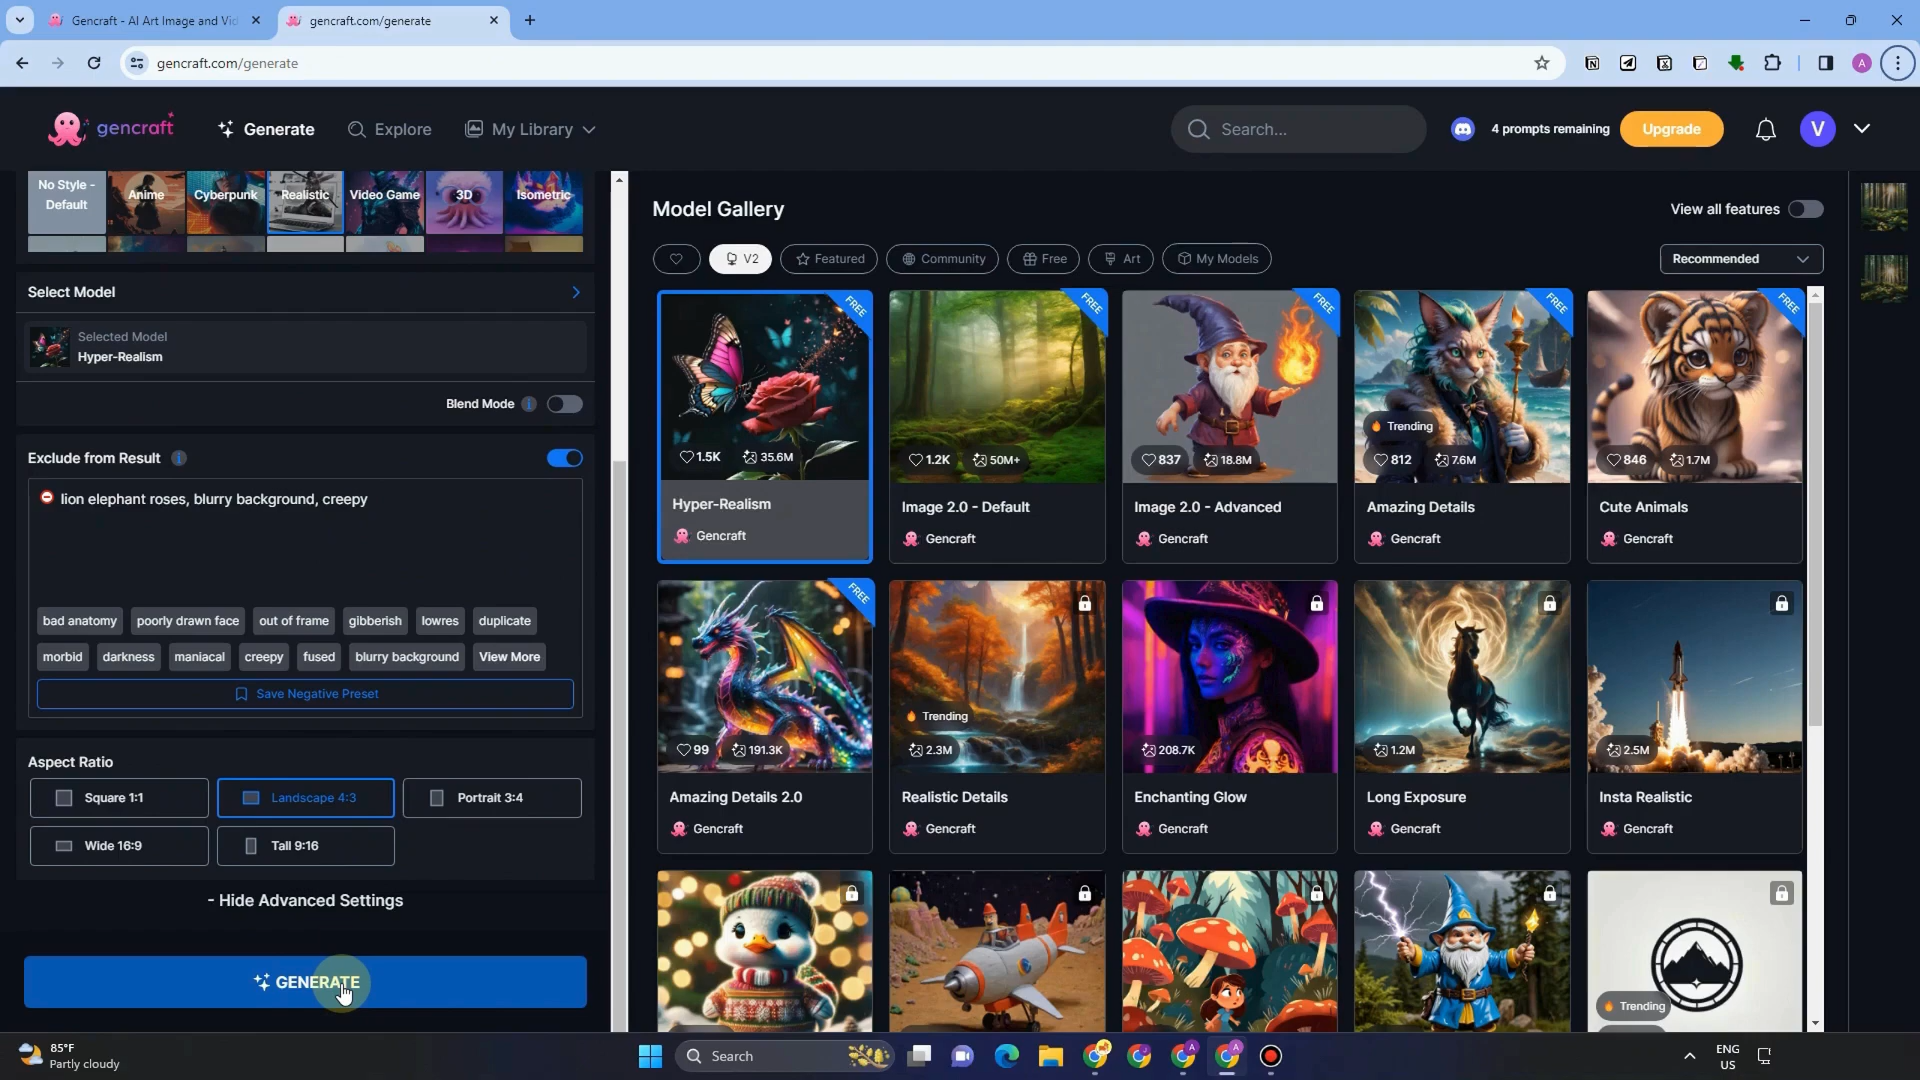 Gencraft - AI Art Image and Vi
gencraft.com/generate
gencraft.com/generate
A
gencraft
Generate
Explore
My Library
Search...
4 prompts remaining
Upgrade
V
No Style - Default
Anime
Cyberpunk
Realistic
Video Game
3D
Isometric
Select Model
Selected Model
Hyper-Realism
Blend Mode
Exclude from Result
lion elephant roses, blurry background, creepy
bad anatomy
poorly drawn face
out of frame
gibberish
lowres
duplicate
morbid
darkness
maniacal
creepy
fused
blurry background
View More
Save Negative Preset
Aspect Ratio
Square 1:1
Landscape 4:3
Portrait 3:4
Wide 16:9
Tall 9:16
- Hide Advanced Settings
GENERATE
Model Gallery
View all features
V2
Featured
Community
Free
Art
My Models
Recommended
FREE
1.5K 35.6M
Hyper-Realism
Gencraft
FREE
1.2K 50M+
Image 2.0 - Default
Gencraft
FREE
837 18.8M
Image 2.0 - Advanced
Gencraft
FREE
Trending
812 7.6M
Amazing Details
Gencraft
FREE
846 1.7M
Cute Animals
Gencraft
FREE
99 191.3K
Amazing Details 2.0
Gencraft
Trending
2.3M
Realistic Details
Gencraft
208.7K
Enchanting Glow
Gencraft
1.2M
Long Exposure
Gencraft
2.5M
Insta Realistic
Gencraft
Trending
85°F
Partly cloudy
Search
ENG
US